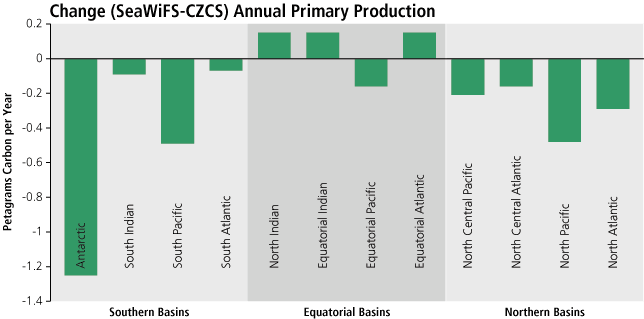 Change (SeaWiFS-CZCS) Annual Primary Production
Petagrams Carbon per Year
0.2
0
-0.2
-0.4
-0.6
-0.8
-1
-1.2
-1.4
Antarctic
South Indian
South Pacific
South Atlantic
North Indian
Equatorial Indian
Equatorial Pacific
Equatorial Atlantic
North Central Pacific
North Central Atlantic
North Pacific
North Atlantic
Southern Basins
Equatorial Basins
Northern Basins